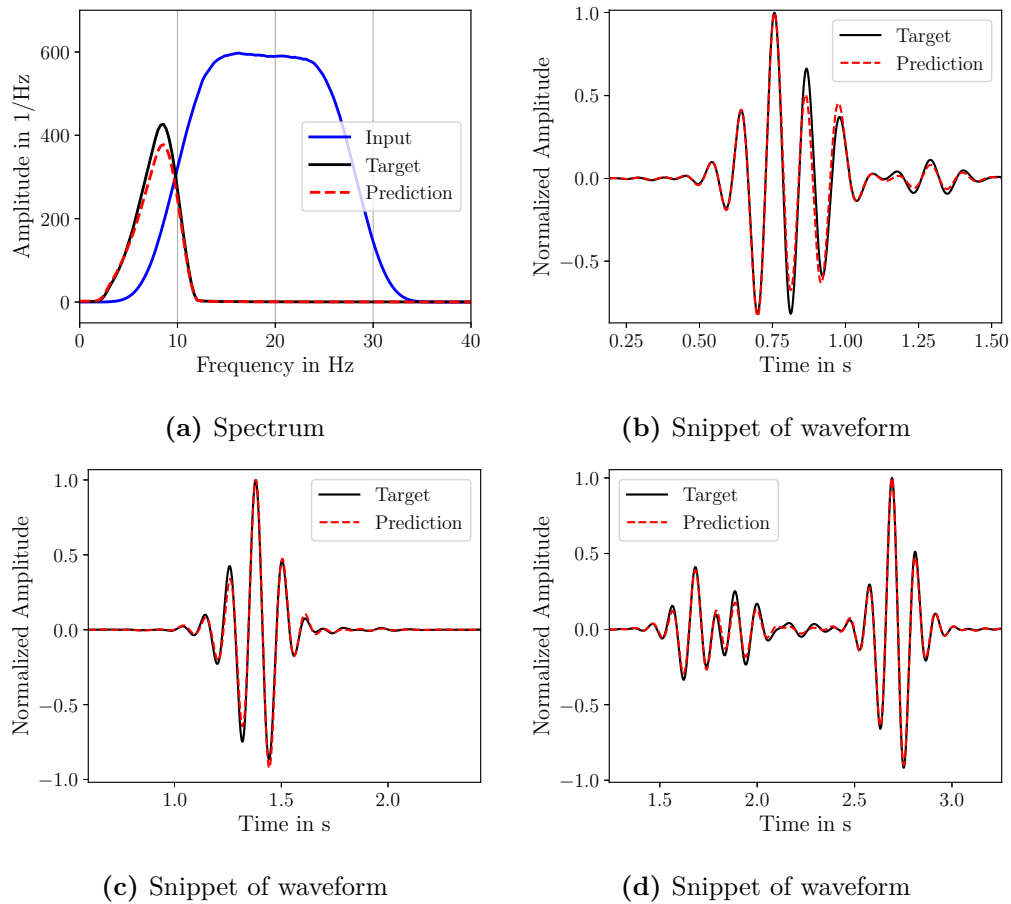 600
400
200
0
Amplitude in 1/Hz
Input
Target
Prediction
0 10 20 30 40
Frequency in Hz
(a) Spectrum
1.0
0.5
0.0
−0.5
Normalized Amplitude
Target
Prediction
0.25 0.50 0.75 1.00 1.25 1.50
Time in s
(b) Snippet of waveform
1.0
0.5
0.0
−0.5
−1.0
Normalized Amplitude
Target
Prediction
1.0 1.5 2.0
Time in s
(c) Snippet of waveform
1.0
0.5
0.0
−0.5
−1.0
Normalized Amplitude
Target
Prediction
1.5 2.0 2.5 3.0
Time in s
(d) Snippet of waveform